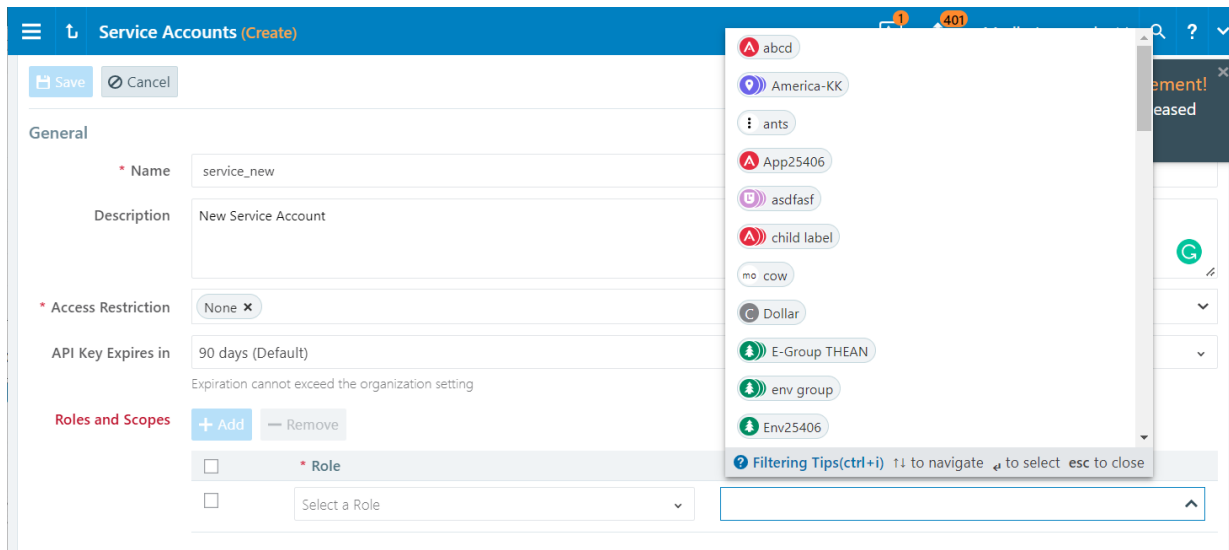 Service Accounts (Create)
1
401
?
Save
Cancel
ement!
eased
General
* Name
service_new
Description
New Service Account
* Access Restriction
None ×
API Key Expires in
90 days (Default)
Expiration cannot exceed the organization setting
Roles and Scopes
+ Add
— Remove
* Role
Select a Role
abcd
America-KK
ants
App25406
asdfasf
child label
mo cow
C Dollar
E-Group THEAN
env group
Env25406
Filtering Tips(ctrl+i) ↑↓ to navigate ↵ to select esc to close